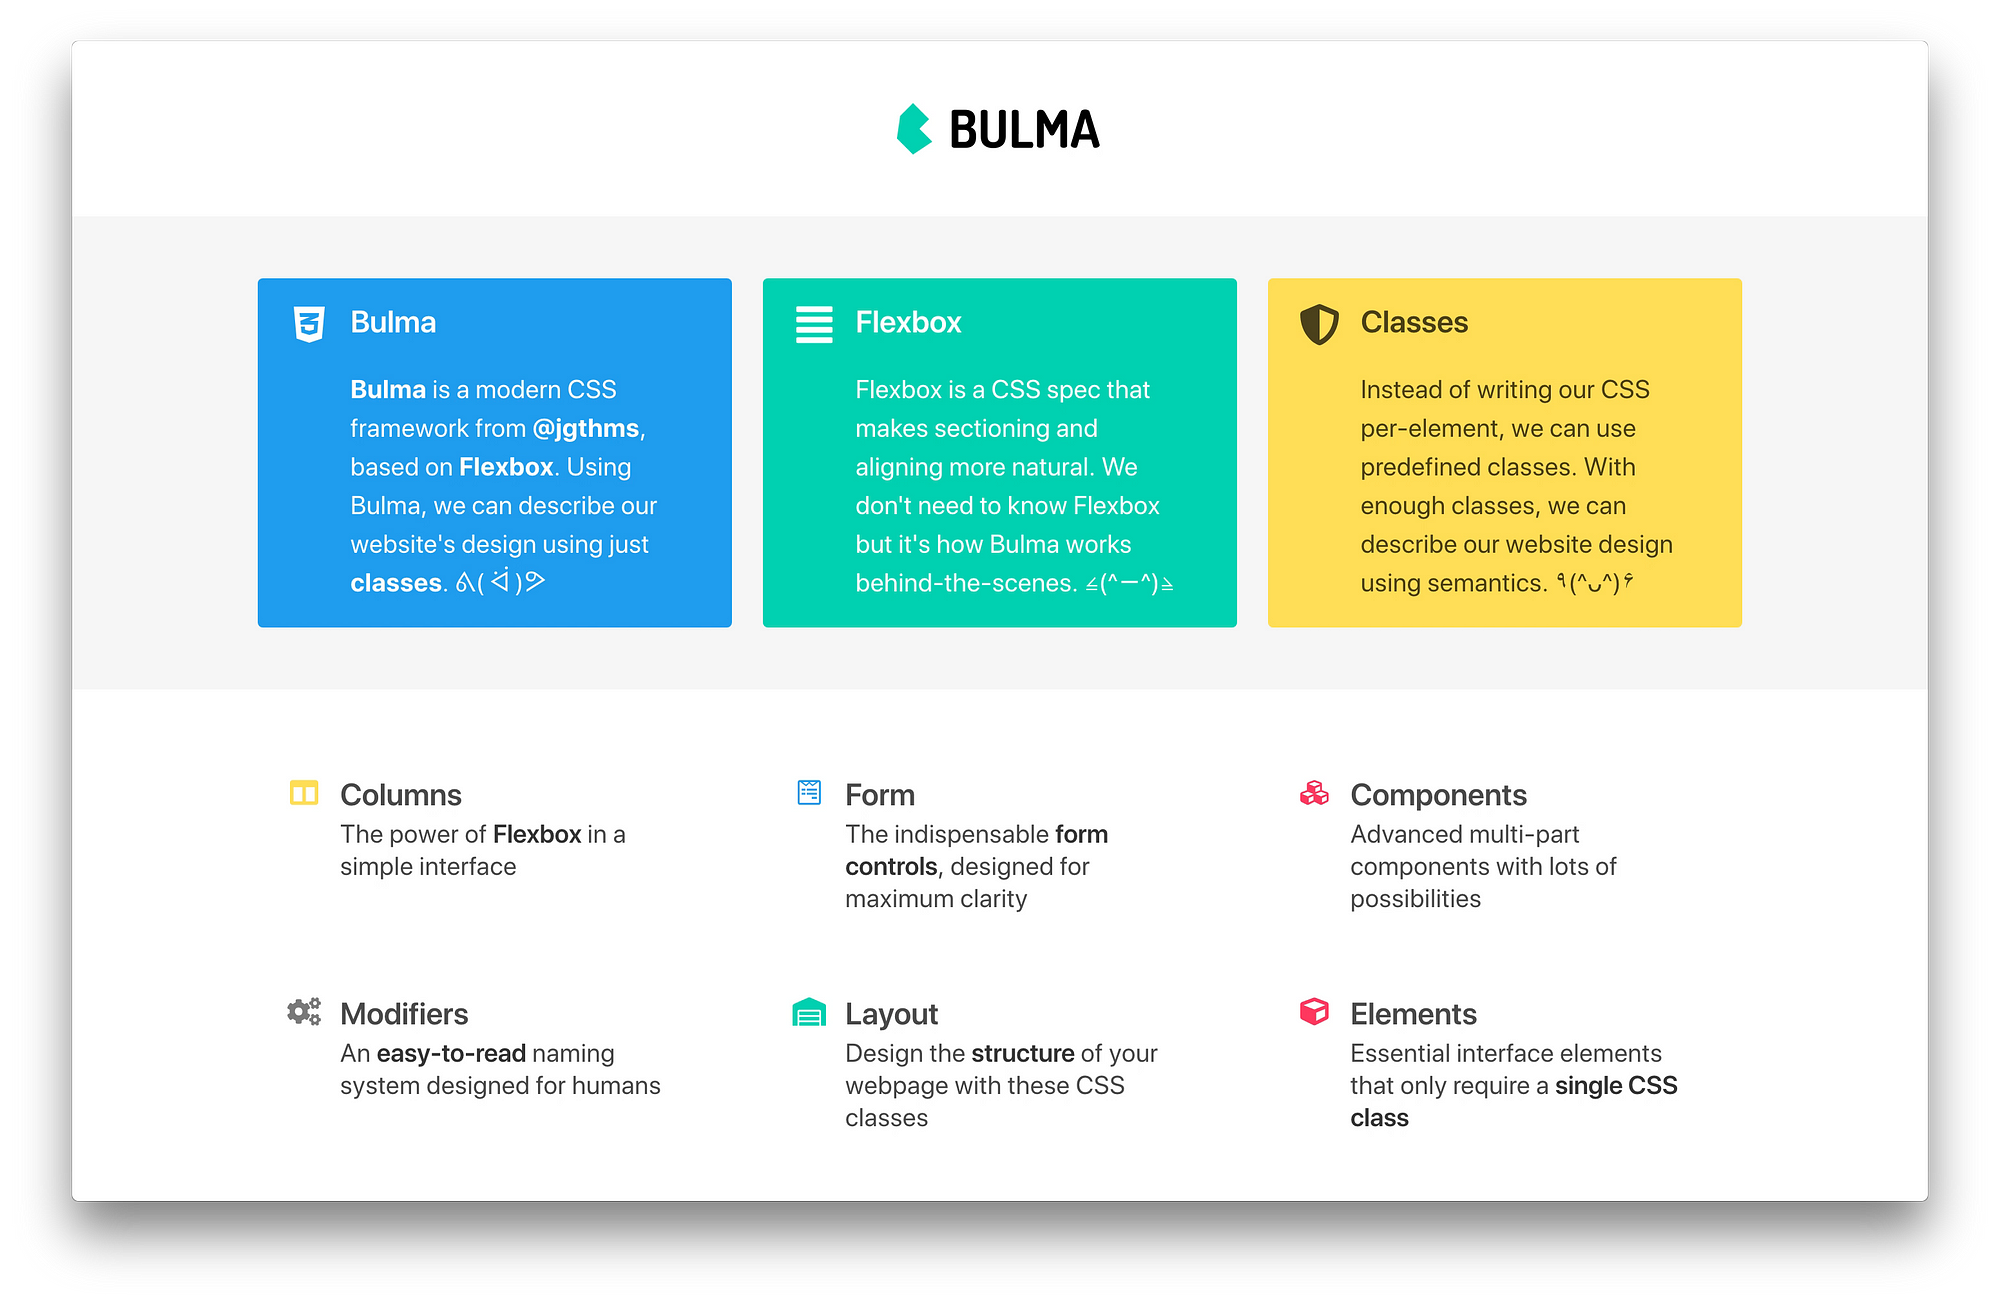 BULMA
Bulma
Bulma is a modern CSS
framework from @jgthms,
based on Flexbox. Using
Bulma, we can describe our
website's design using just
classes.
Flexbox
Flexbox is a CSS spec that
makes sectioning and
aligning more natural. We
don't need to know Flexbox
but it's how Bulma works
behind-the-scenes. ∠(^ー^)⦣
Classes
Instead of writing our CSS
per-element, we can use
predefined classes. With
enough classes, we can
describe our website design
using semantics. ٩(^ᴗ^)۶
Columns
The power of Flexbox in a
simple interface
Form
The indispensable form
controls, designed for
maximum clarity
Components
Advanced multi-part
components with lots of
possibilities
Modifiers
An easy-to-read naming
system designed for humans
Layout
Design the structure of your
webpage with these CSS
classes
Elements
Essential interface elements
that only require a single CSS
class